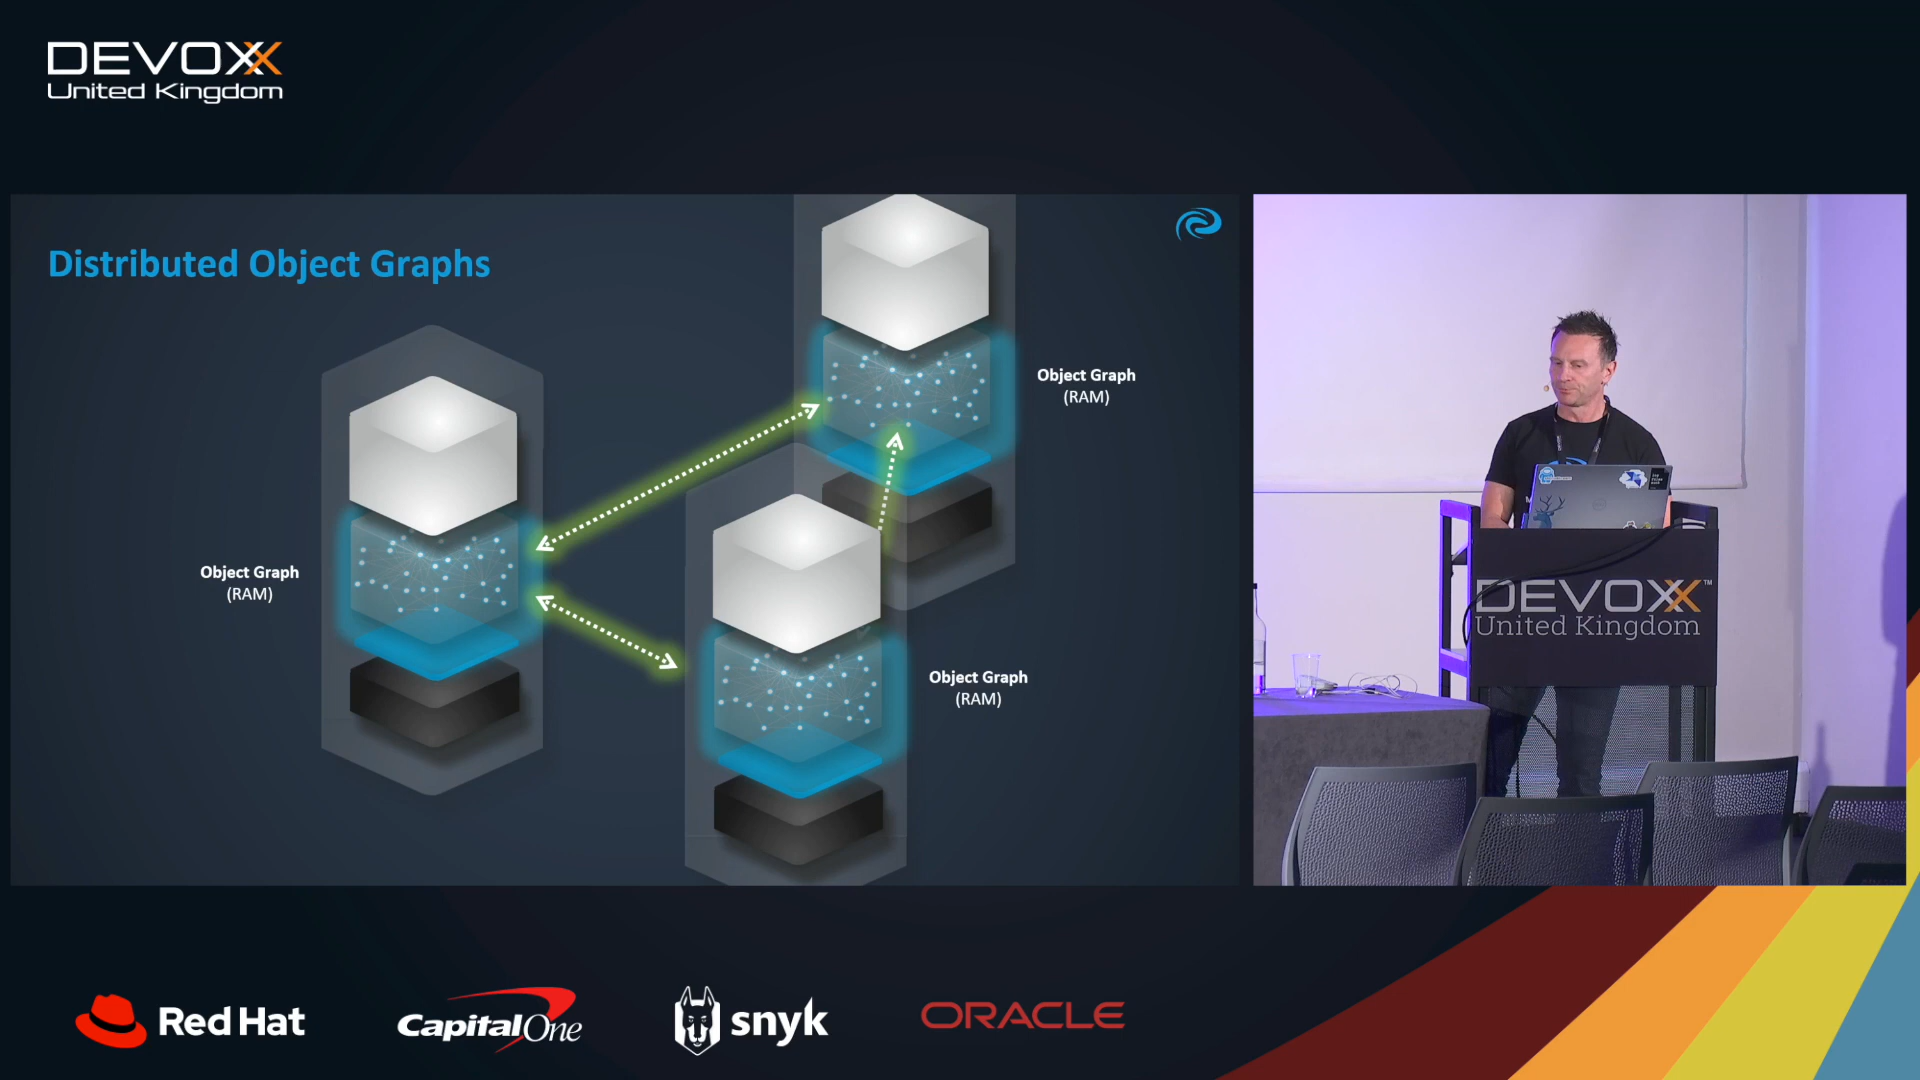 DEVOXX
United Kingdom
Distributed Object Graphs
Object Graph
(RAM)
Object Graph
(RAM)
Object Graph
(RAM)
DEVOXX™
United Kingdom
Red Hat
Capital One
snyk
ORACLE